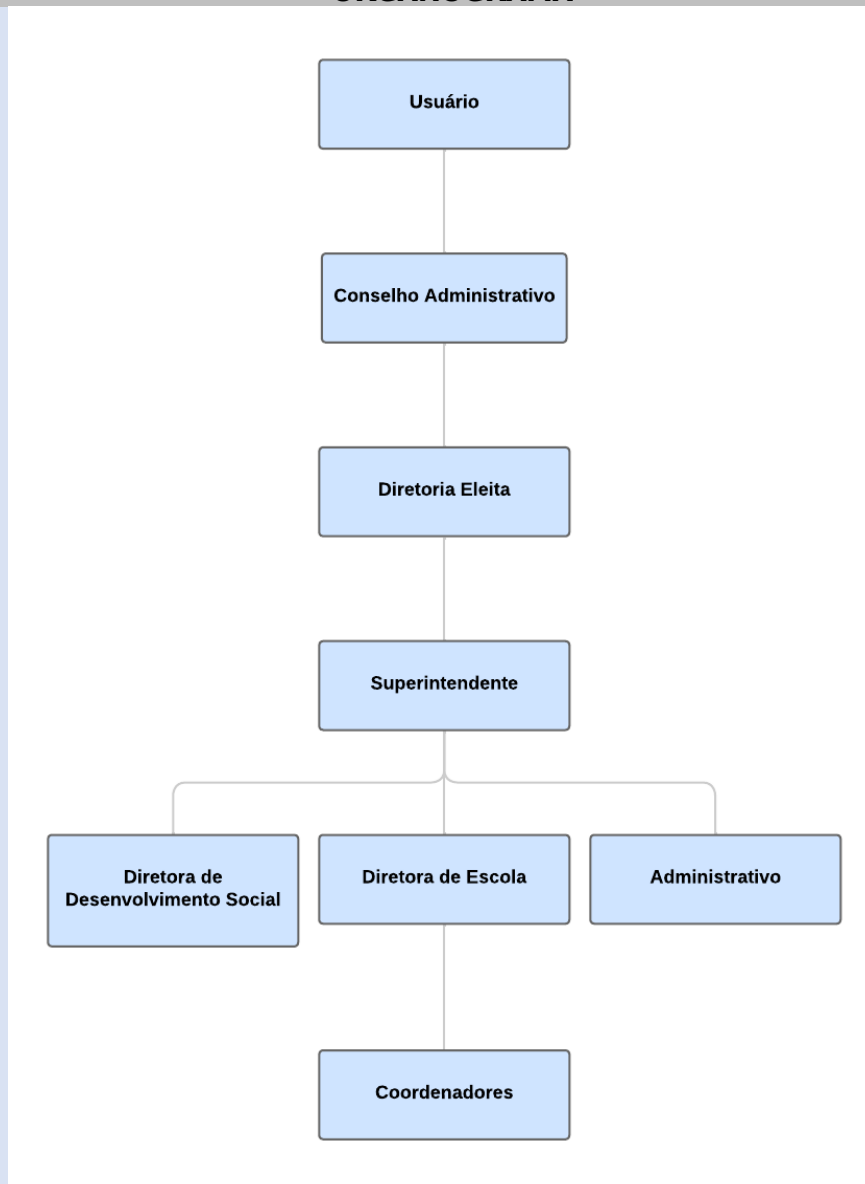 Usuário
Conselho Administrativo
Diretoria Eleita
Superintendente
Diretora de
Desenvolvimento Social
Diretora de Escola
Administrativo
Coordenadores